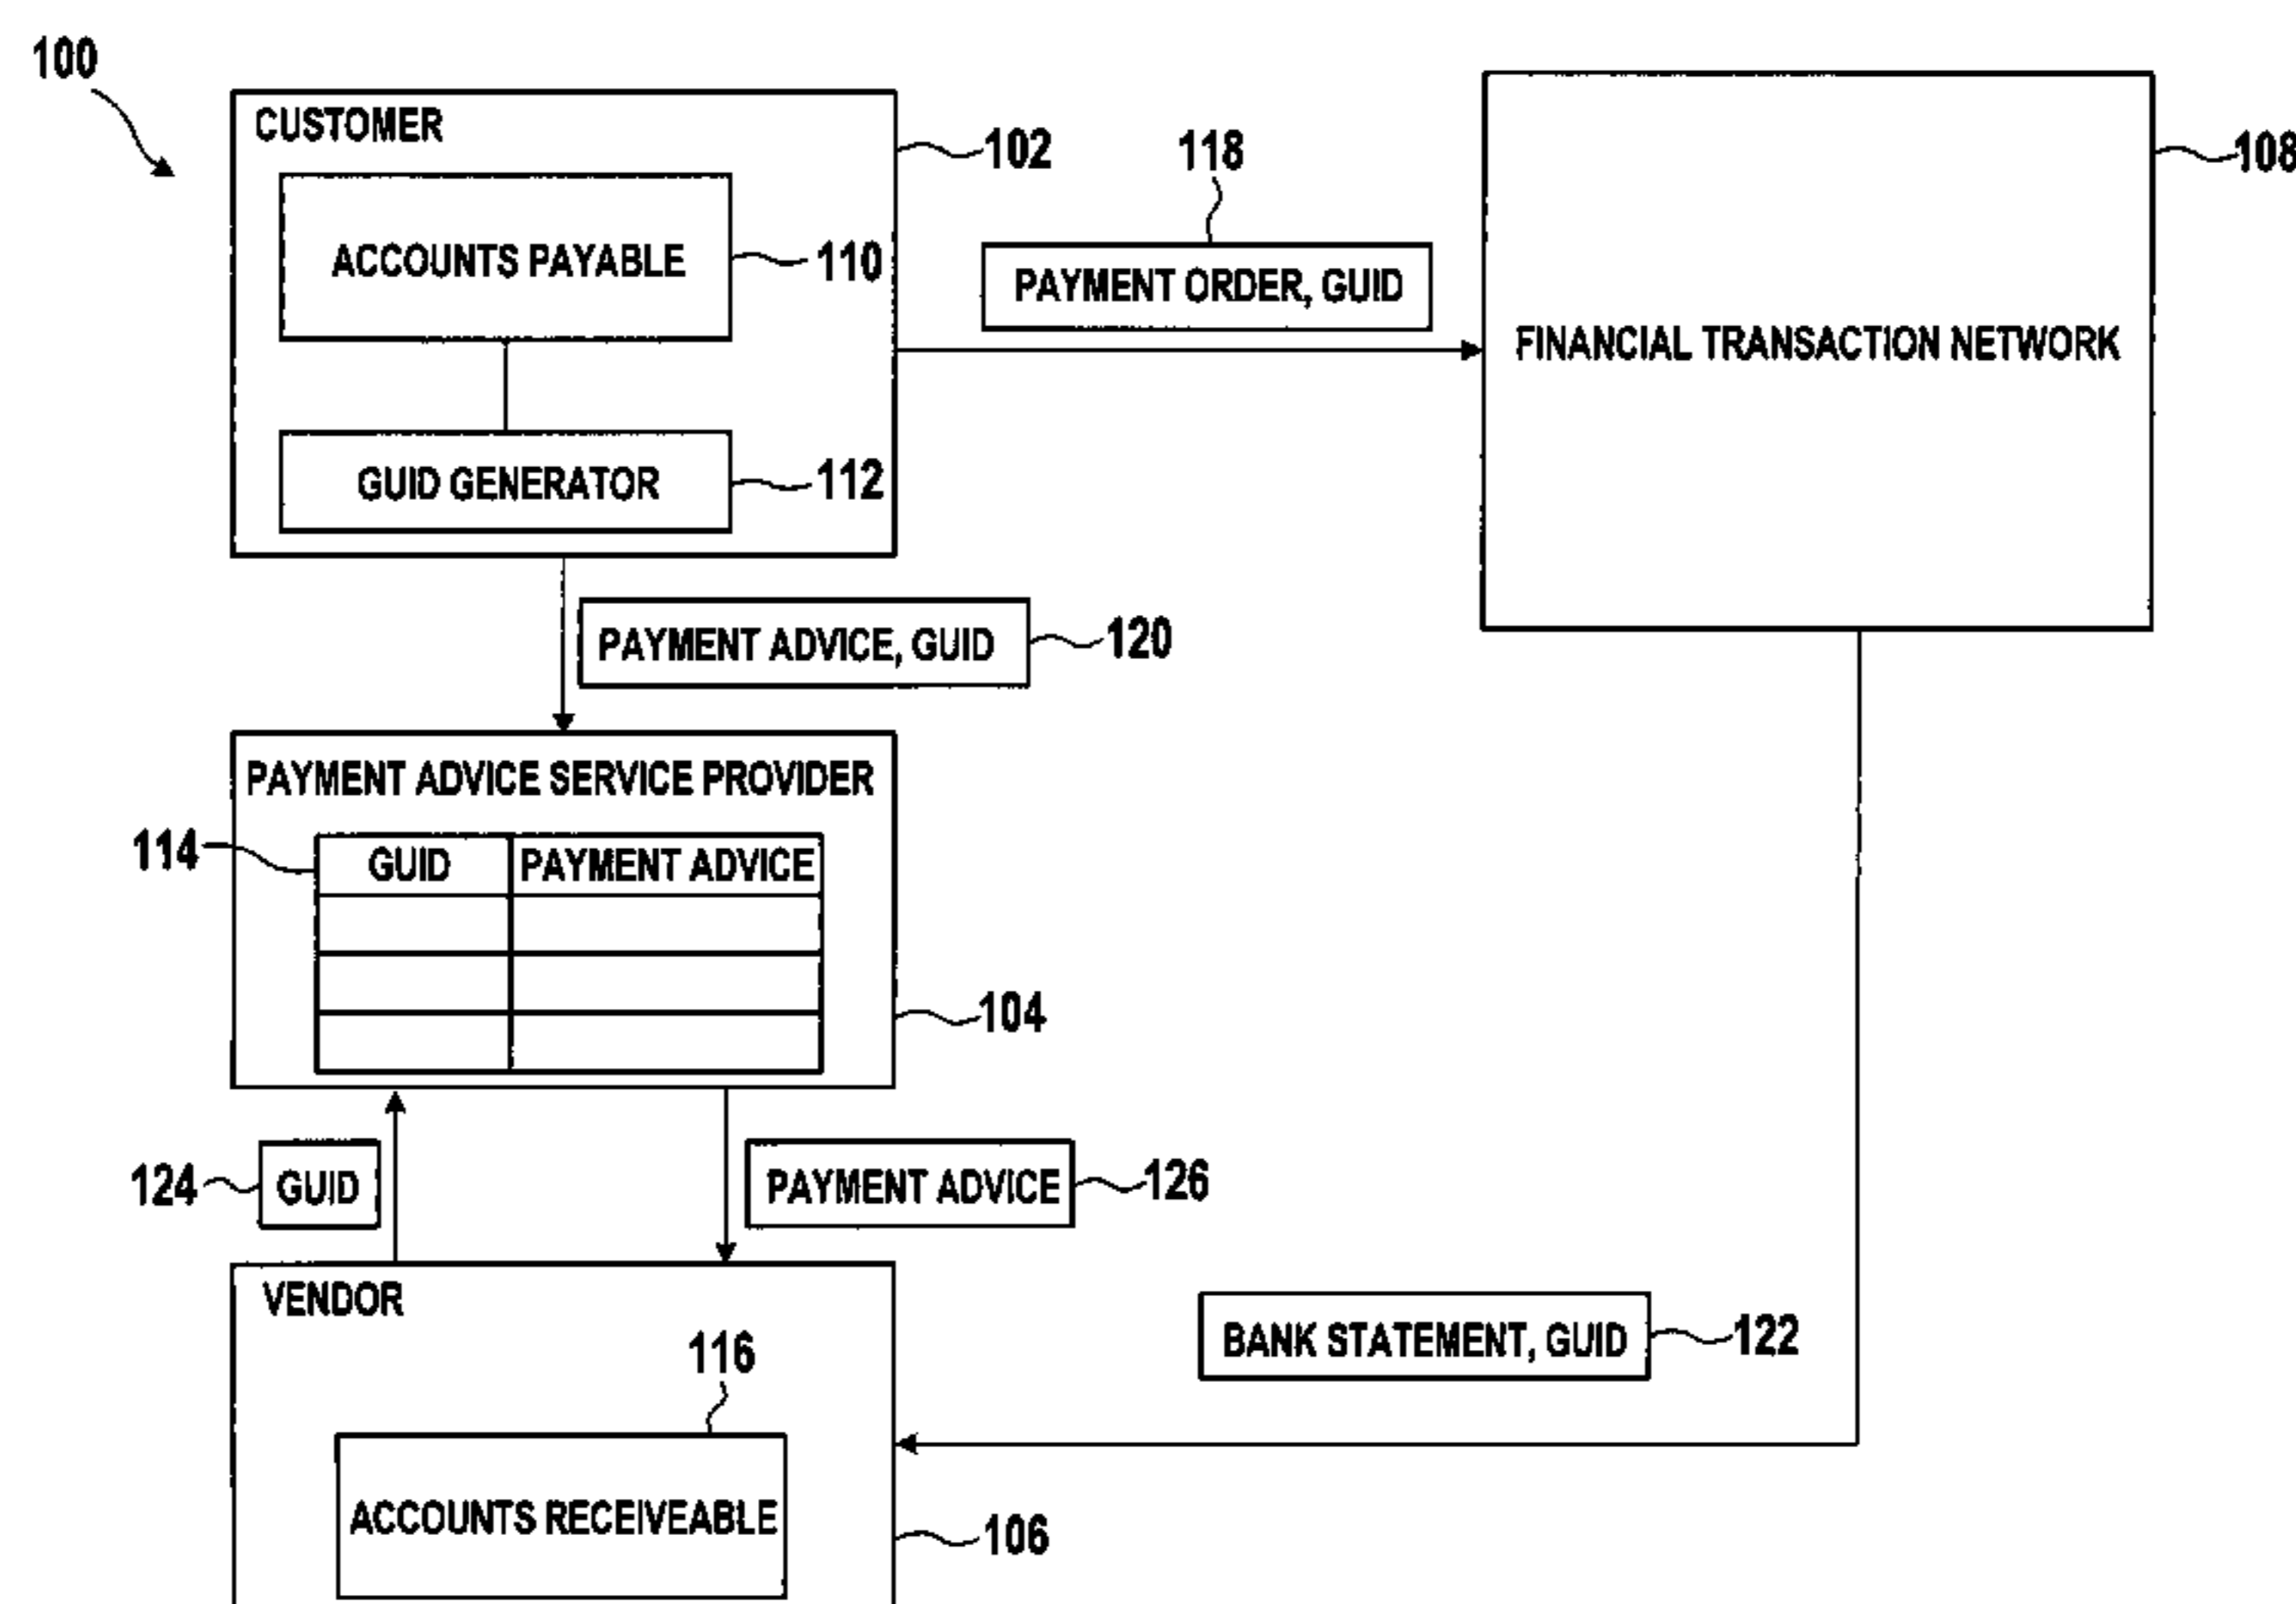 100
CUSTOMER
102
118
108
ACCOUNTS PAYABLE
110
PAYMENT ORDER, GUID
FINANCIAL TRANSACTION NETWORK
GUID GENERATOR
112
PAYMENT ADVICE, GUID
120
PAYMENT ADVICE SERVICE PROVIDER
114
GUID
PAYMENT ADVICE
104
124
GUID
PAYMENT ADVICE
126
VENDOR
116
BANK STATEMENT, GUID
122
ACCOUNTS RECEIVEABLE
106